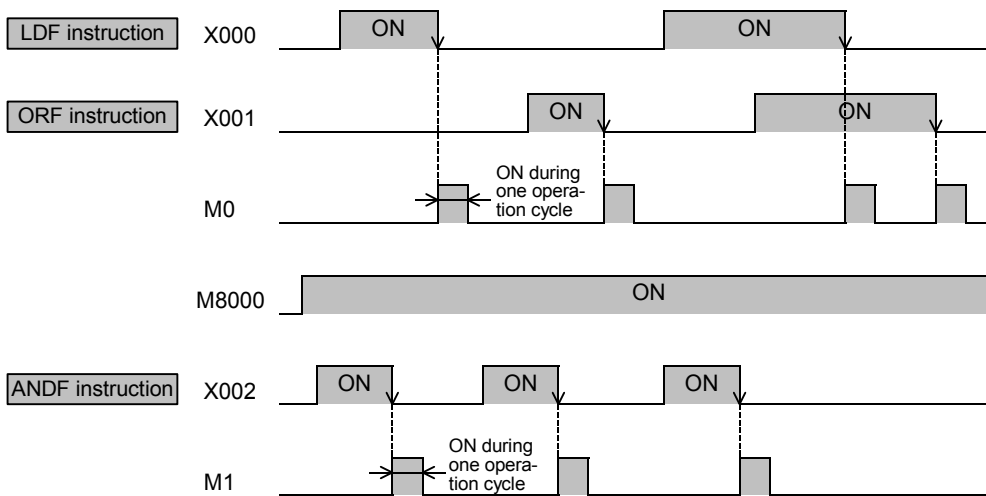 LDF instruction X000 ON ON
ORF instruction X001 ON ON
M0 ON during
one opera-
tion cycle
M8000 ON
ANDF instruction X002 ON ON ON
M1 ON during
one opera-
tion cycle